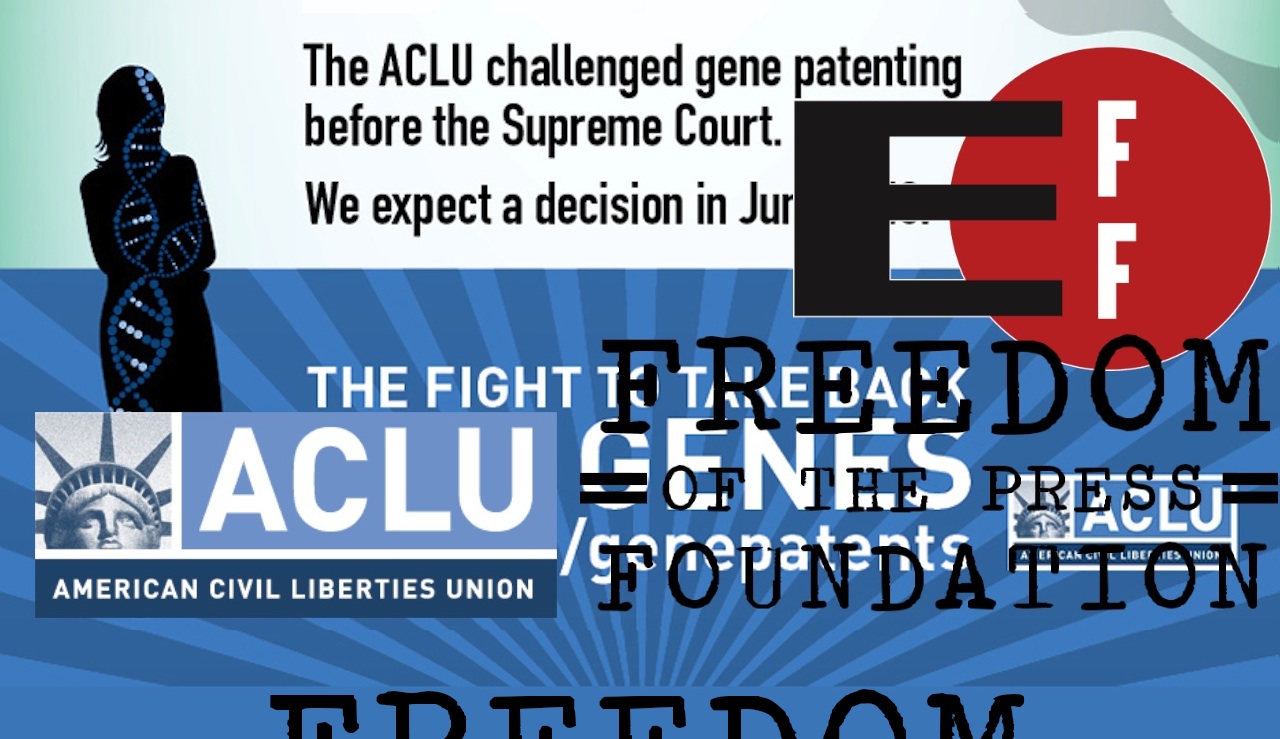 The ACLU challenged gene patenting
before the Supreme Court.
We expect a decision in
E
F
F
THE FIGHT TO TAKE BACK
FREEDOM
ACLU
AMERICAN CIVIL LIBERTIES UNION
GENES
/genepatents
= OF THE PRESS =
FOUNDATION
ACLU
AMERICAN CIVIL LIBERTIES UNION
FREEDOM